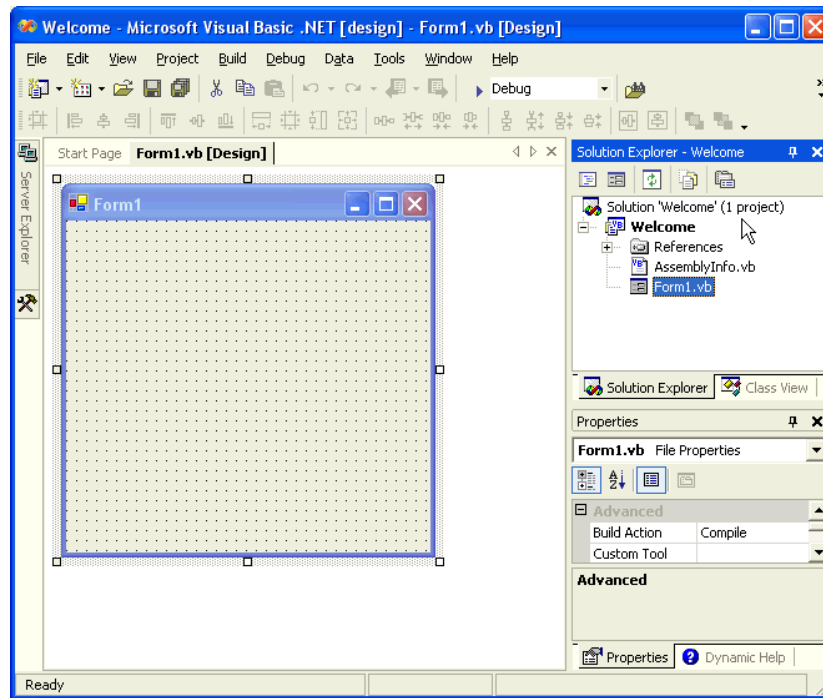 Welcome - Microsoft Visual Basic .NET [design] - Form1.vb [Design]
File Edit View Project Build Debug Data Tools Window Help
Debug
Start Page Form1.vb [Design]
Server Explorer
Form1
Solution Explorer - Welcome
Solution 'Welcome' (1 project)
Welcome
References
AssemblyInfo.vb
Form1.vb
Solution Explorer Class View
Properties
Form1.vb File Properties
Advanced
Build Action Compile
Custom Tool
Advanced
Properties Dynamic Help
Ready